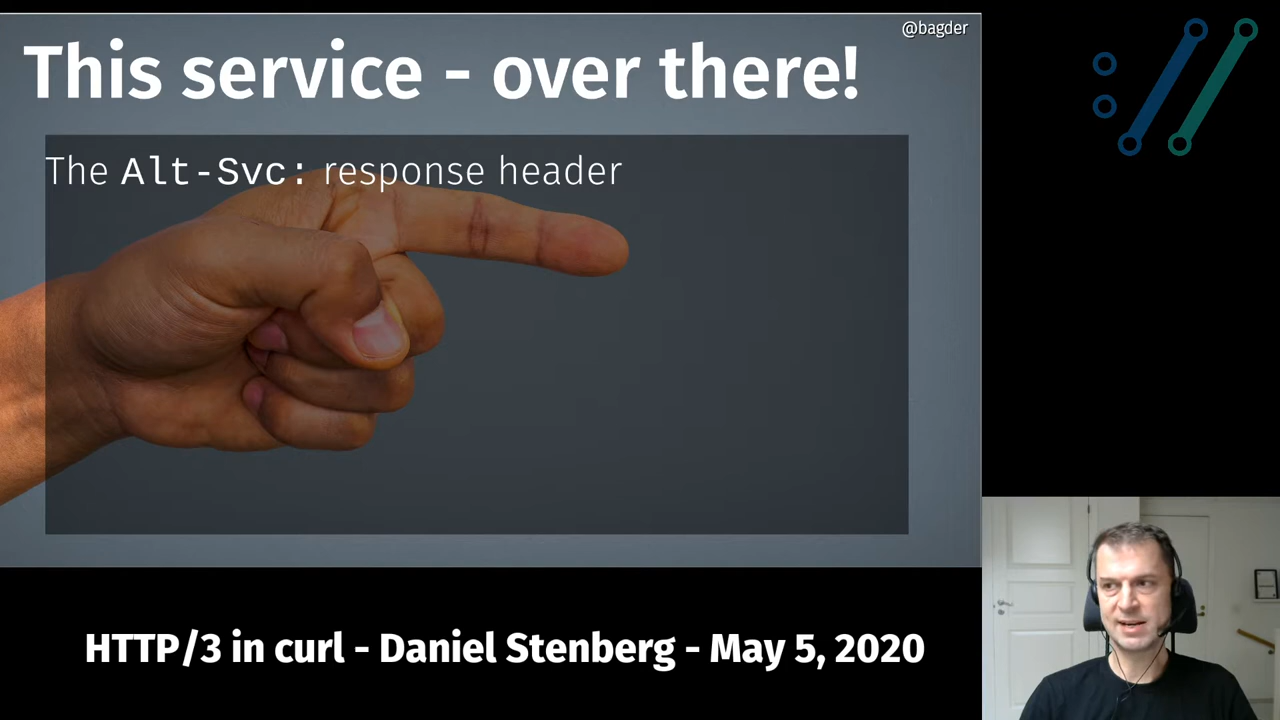 @bagder
This service - over there!
The Alt-Svc: response header
HTTP/3 in curl - Daniel Stenberg - May 5, 2020